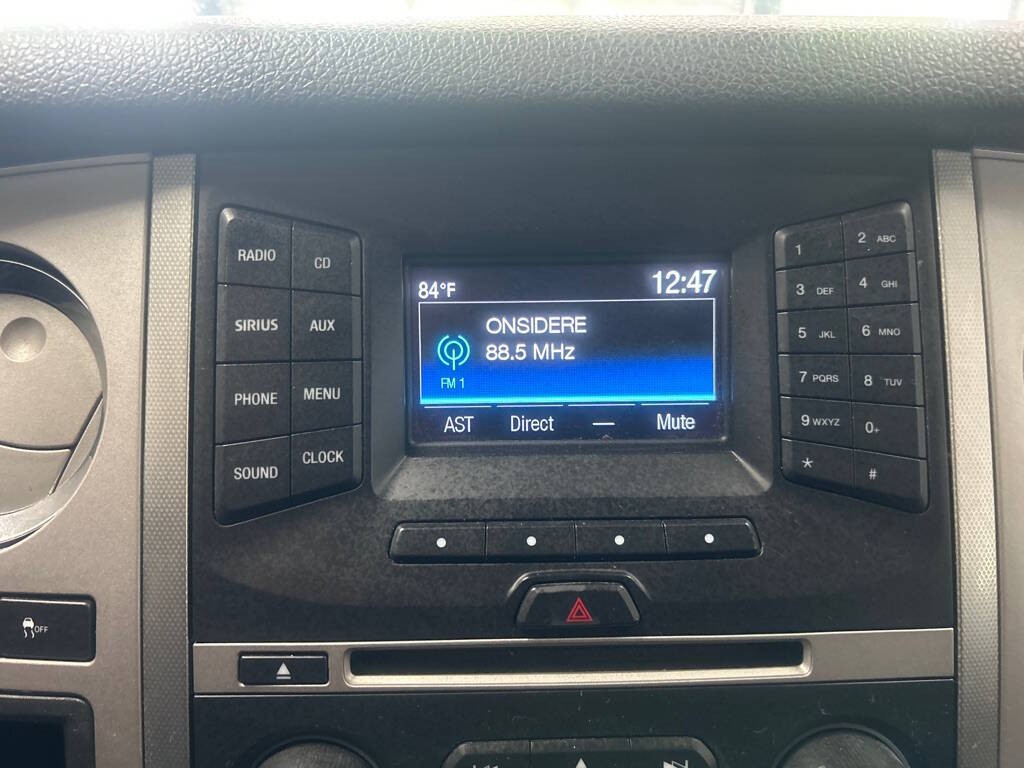 RADIO
CD
SIRIUS
AUX
PHONE
MENU
SOUND
CLOCK
84°F
12:47
ONSIDERE
88.5 MHz
FM 1
AST Direct — Mute
1
2 ABC
3 DEF
4 GHI
5 JKL
6 MNO
7 PQRS
8 TUV
9 WXYZ
0+
*
#
OFF